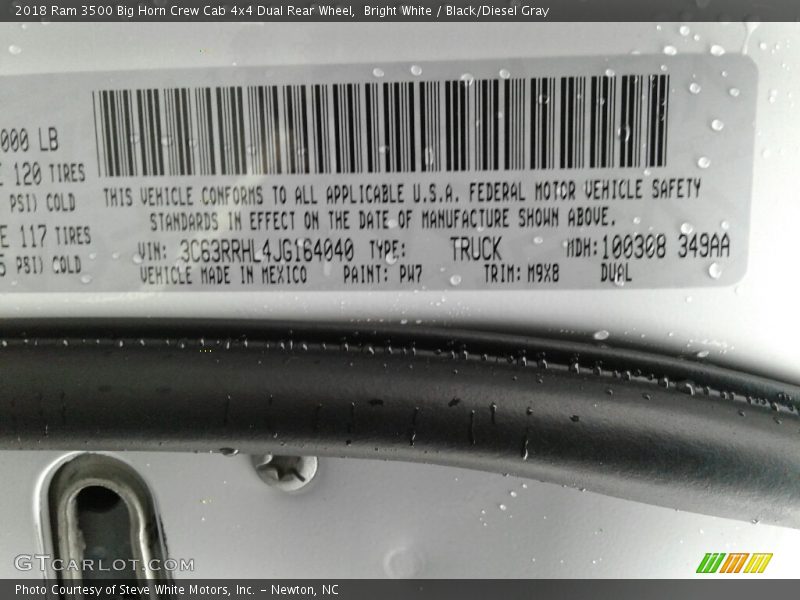 2018 Ram 3500 Big Horn Crew Cab 4x4 Dual Rear Wheel,  Bright White / Black/Diesel Gray
000 LB
120 TIRES
PSI) COLD
E 117 TIRES
5 PSI) COLD
THIS VEHICLE CONFORMS TO ALL APPLICABLE U.S.A. FEDERAL MOTOR VEHICLE SAFETY
STANDARDS IN EFFECT ON THE DATE OF MANUFACTURE SHOWN ABOVE.
VIN: 3C63RRHL4JG164040 TYPE: TRUCK MDH:100308 349AA
VEHICLE MADE IN MEXICO PAINT: PW7 TRIM: M9X8 DUAL
GTCarlot.com
Photo Courtesy of Steve White Motors, Inc. – Newton, NC